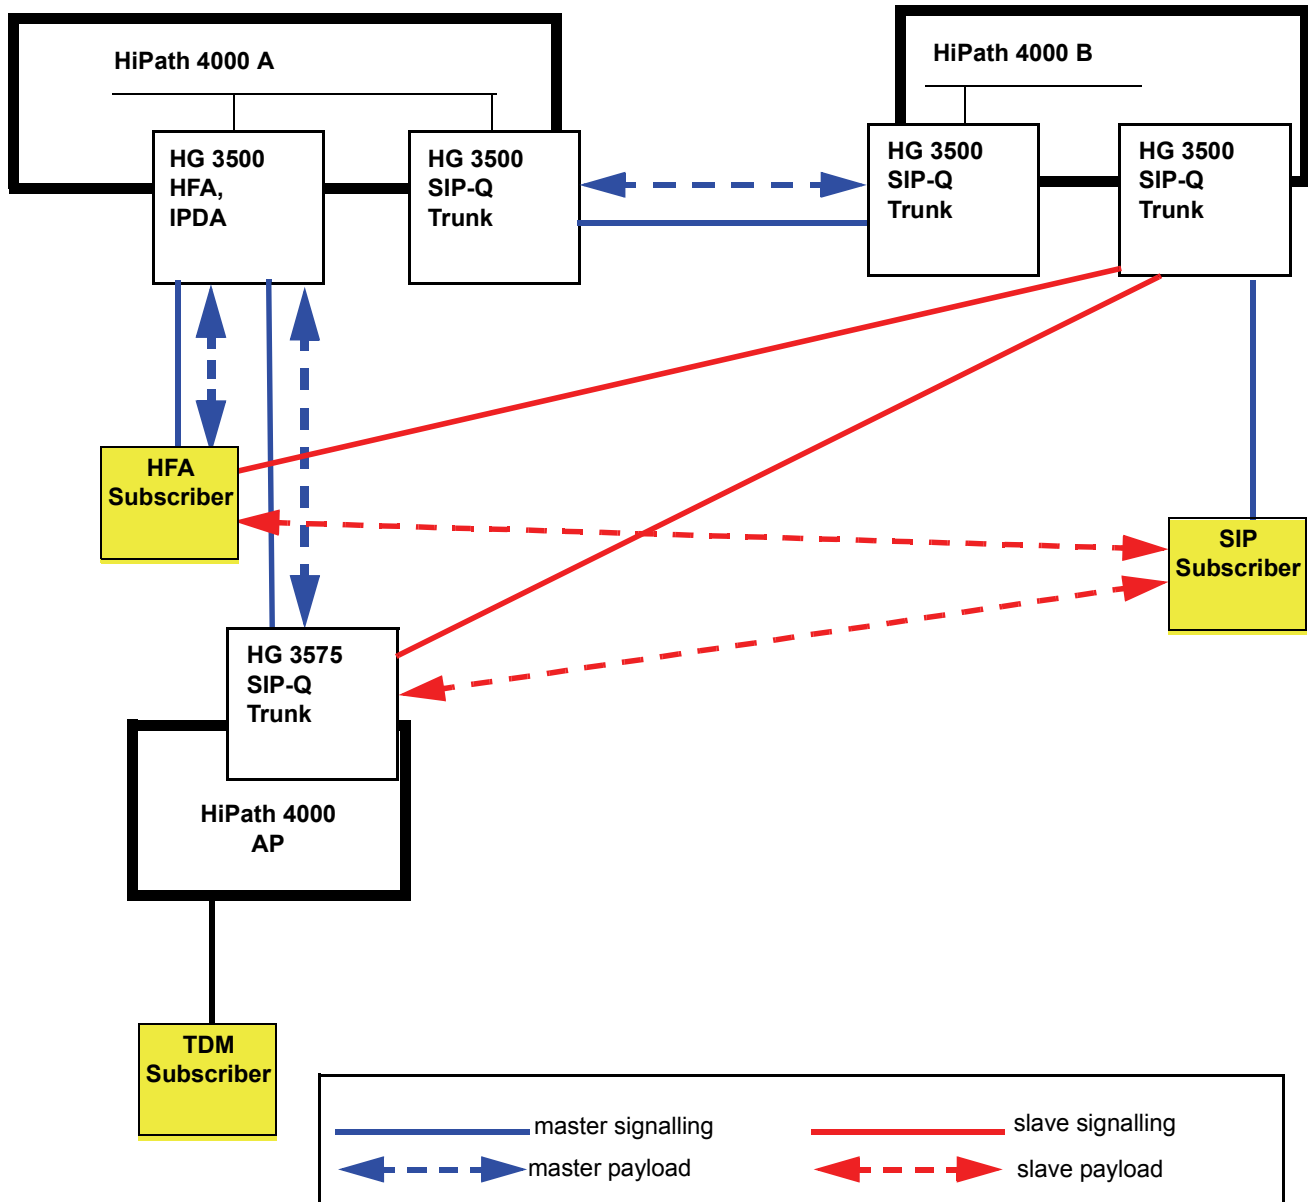 HiPath 4000 A
HiPath 4000 B
HG 3500
HFA,
IPDA
HG 3500
SIP-Q
Trunk
HG 3500
SIP-Q
Trunk
HG 3500
SIP-Q
Trunk
HFA
Subscriber
SIP
Subscriber
HG 3575
SIP-Q
Trunk
HiPath 4000
AP
TDM
Subscriber
master signalling
slave signalling
master payload
slave payload